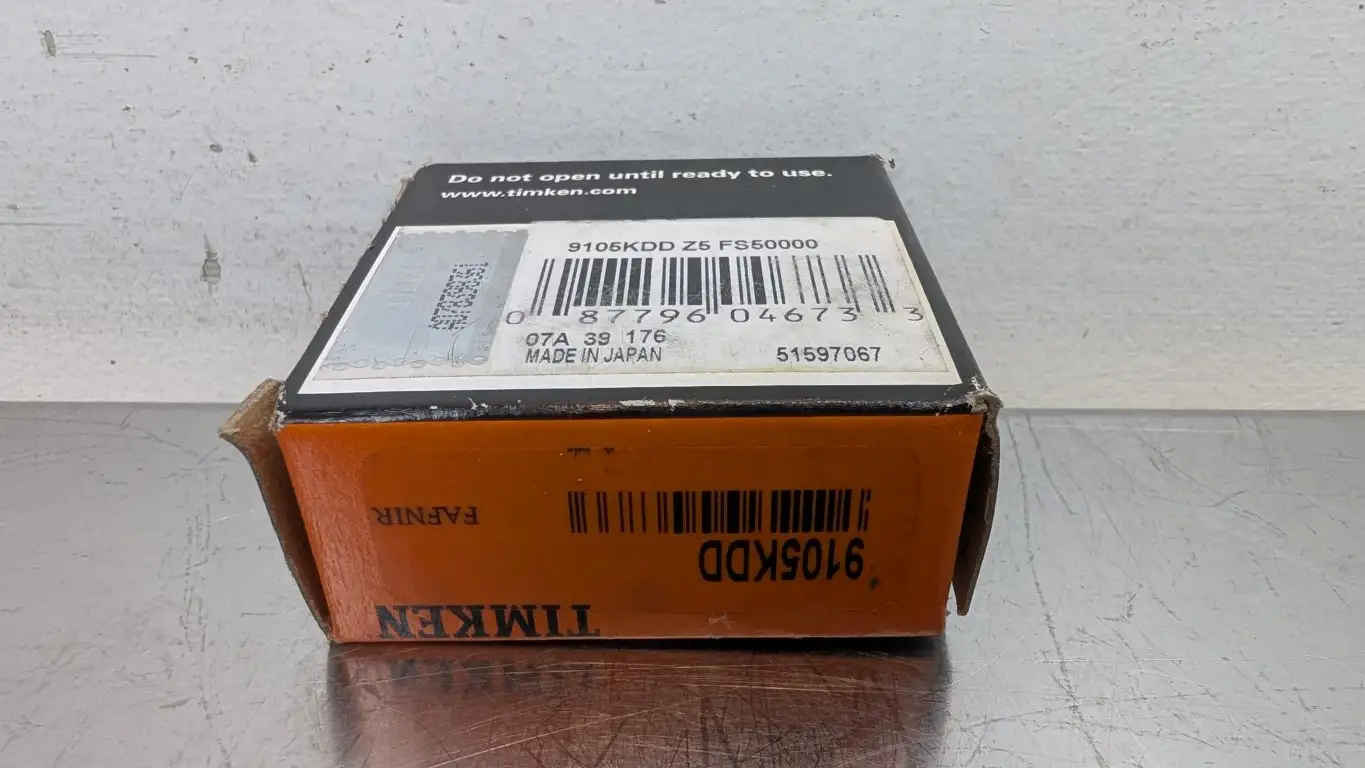 Do not open until ready to use.
www.timken.com
9105KDD Z5 FS50000
0 87796 04673 3
07A 39 176
MADE IN JAPAN
51597067
FAFNIR
9105KDD
TIMKEN